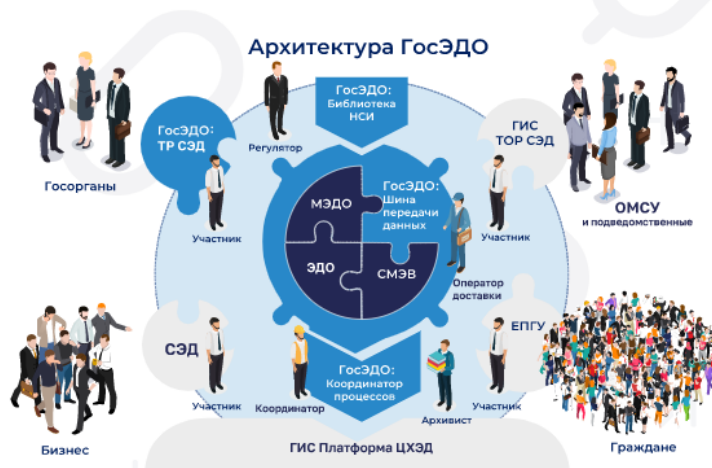 Архитектура ГосЭДО
ГосЭДО:
Библиотека
НСИ
ГосЭДО:
ТР СЭД
Регулятор
ГИС
ТОР СЭД
Госорганы
ОМСУ
и подведомственные
МЭДО
ГосЭДО:
Шина
передачи
данных
Участник
Участник
ЭДО
СМЭВ
Оператор
доставки
СЭД
ЕПГУ
ГосЭДО:
Координатор
процессов
Участник
Координатор
Архивист
Участник
Бизнес
ГИС Платформа ЦХЭД
Граждане